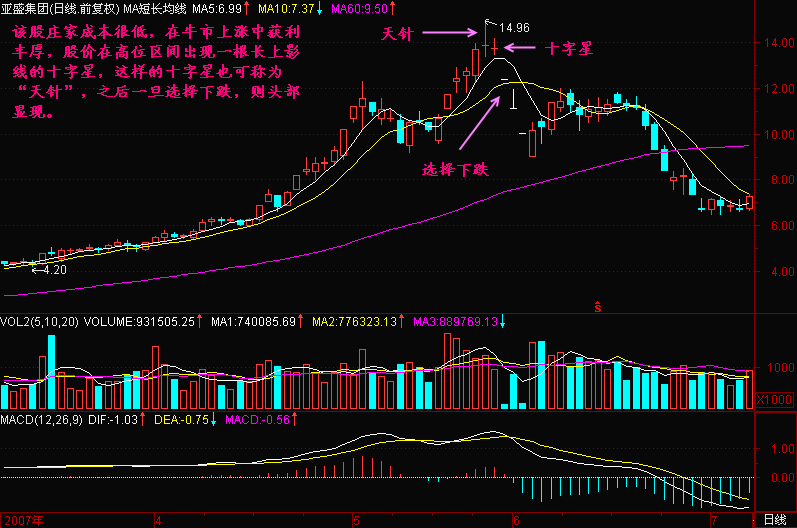 亚盛集团(日线.前复权) MA短长均线 MA5:6.99↑ MA10:7.37↓ MA60:9.50↑
该股庄家成本很低，在牛市上涨中获利
丰厚，股价在高位区间出现一根长上影
线的十字星，这样的十字星也可称为
“天针”，之后一旦选择下跌，则头部
显现。
天针
14.96
十字星
选择下跌
4.20
14.00
12.00
10.00
8.00
6.00
4.00
ŝ
VOL2(5,10,20) VOLUME:931505.25↑ MA1:740085.69↑ MA2:776323.13↑ MA3:889769.13↓
1000
X1000
MACD(12,26,9) DIF:-1.03↑ DEA:-0.75↓ MACD:-0.56↑
1.00
0.00
2007年 4 5 6 7 日线